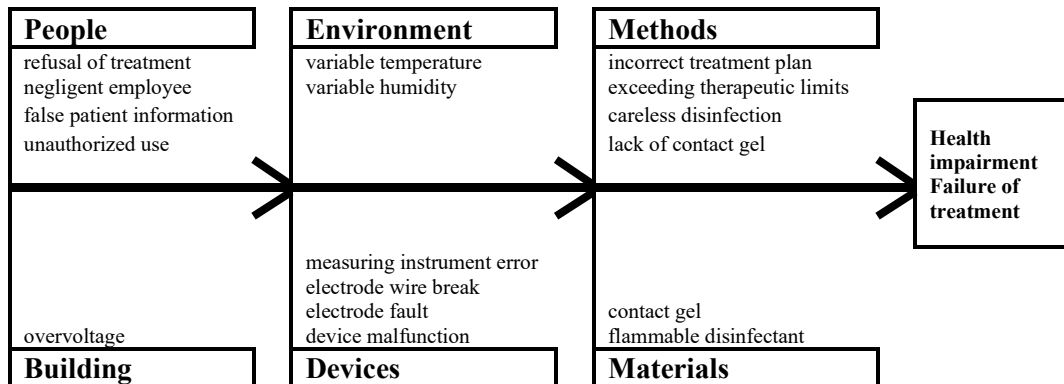 People
refusal of treatment
negligent employee
false patient information
unauthorized use
Environment
variable temperature
variable humidity
Methods
incorrect treatment plan
exceeding therapeutic limits
careless disinfection
lack of contact gel
Health
impairment
Failure of
treatment
overvoltage
Building
measuring instrument error
electrode wire break
electrode fault
device malfunction
Devices
contact gel
flammable disinfectant
Materials